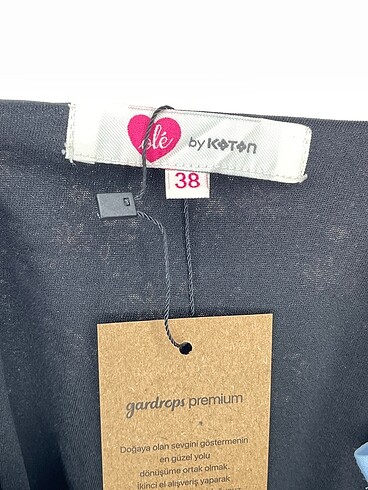 olé by KOTON
38
gardrops premium
Doğaya olan sevgini göstermenin
en güzel yolu
dönüşüme ortak olmak.
İkinci el alışveriş yaparak